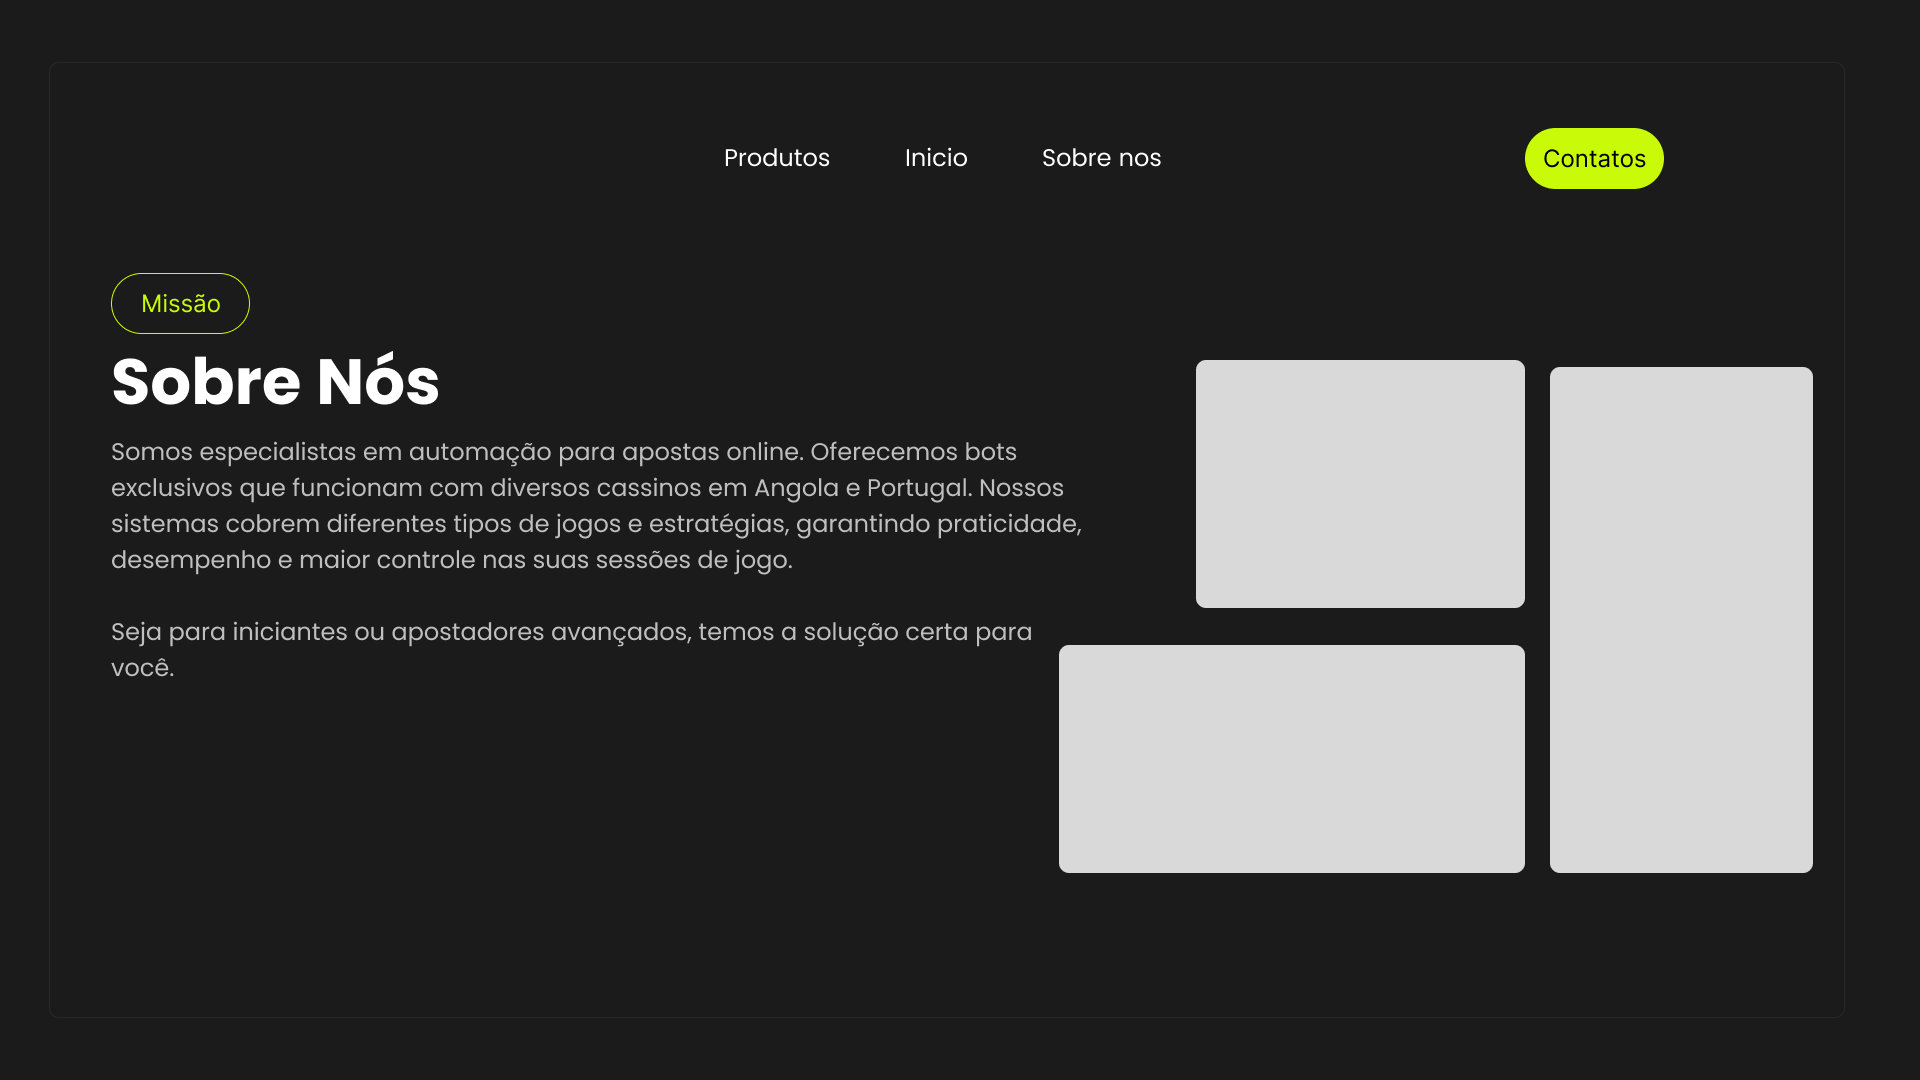 Produtos
Inicio
Sobre nos
Contatos
Missão
Sobre Nós
Somos especialistas em automação para apostas online. Oferecemos bots
exclusivos que funcionam com diversos cassinos em Angola e Portugal. Nossos
sistemas cobrem diferentes tipos de jogos e estratégias, garantindo praticidade,
desempenho e maior controle nas suas sessões de jogo.
Seja para iniciantes ou apostadores avançados, temos a solução certa para
você.